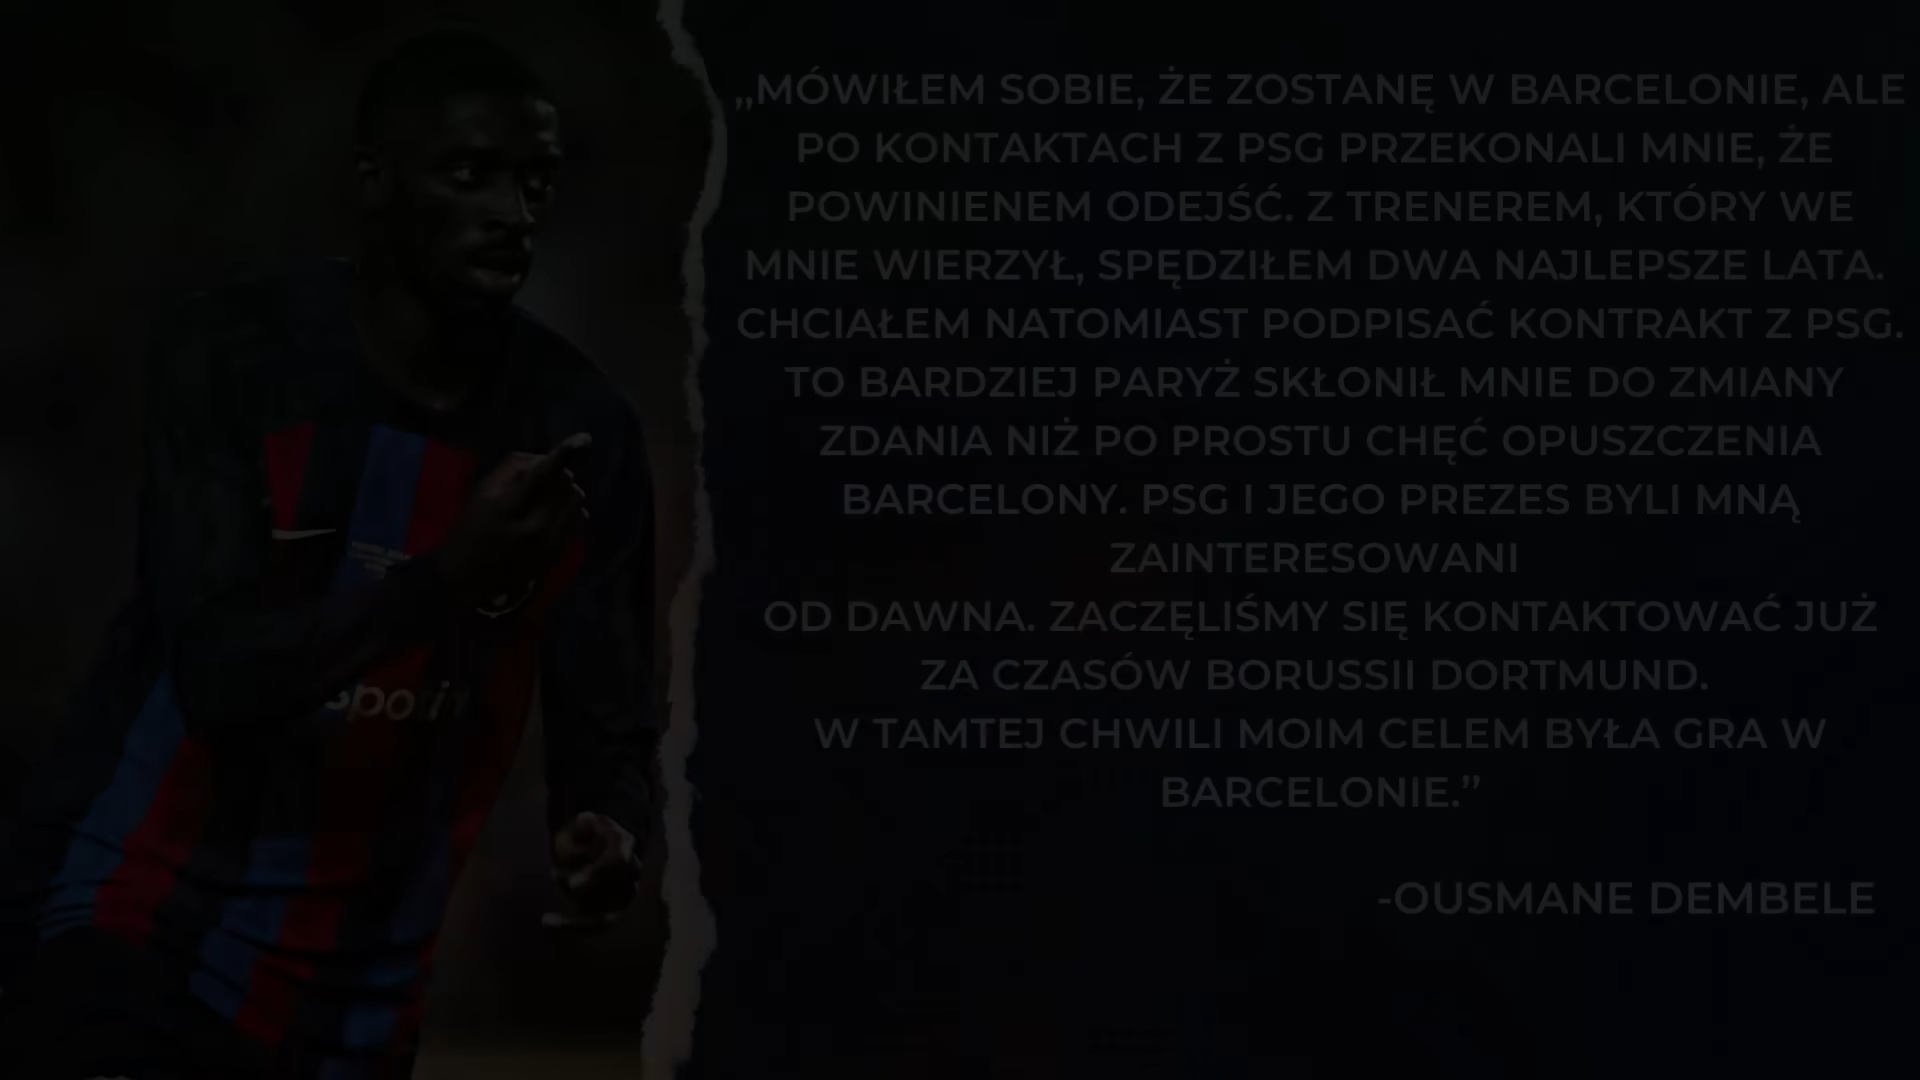 „MÓWIŁEM SOBIE, ŻE ZOSTANĘ W BARCELONIE, ALE
PO KONTAKTACH Z PSG PRZEKONALI MNIE, ŻE
POWINIENEM ODEJŚĆ. Z TRENEREM, KTÓRY WE
MNIE WIERZYŁ, SPĘDZIŁEM DWA NAJLEPSZE LATA.
CHCIAŁEM NATOMIAST PODPISAĆ KONTRAKT Z PSG.
TO BARDZIEJ PARYŻ SKŁONIŁ MNIE DO ZMIANY
ZDANIA NIŻ PO PROSTU CHĘĆ OPUSZCZENIA
BARCELONY. PSG I JEGO PREZES BYLI MNĄ
ZAINTERESOWANI
OD DAWNA. ZACZĘLIŚMY SIĘ KONTAKTOWAĆ JUŻ
ZA CZASÓW BORUSSII DORTMUND.
W TAMTEJ CHWILI MOIM CELEM BYŁA GRA W
BARCELONIE.”
-OUSMANE DEMBELE